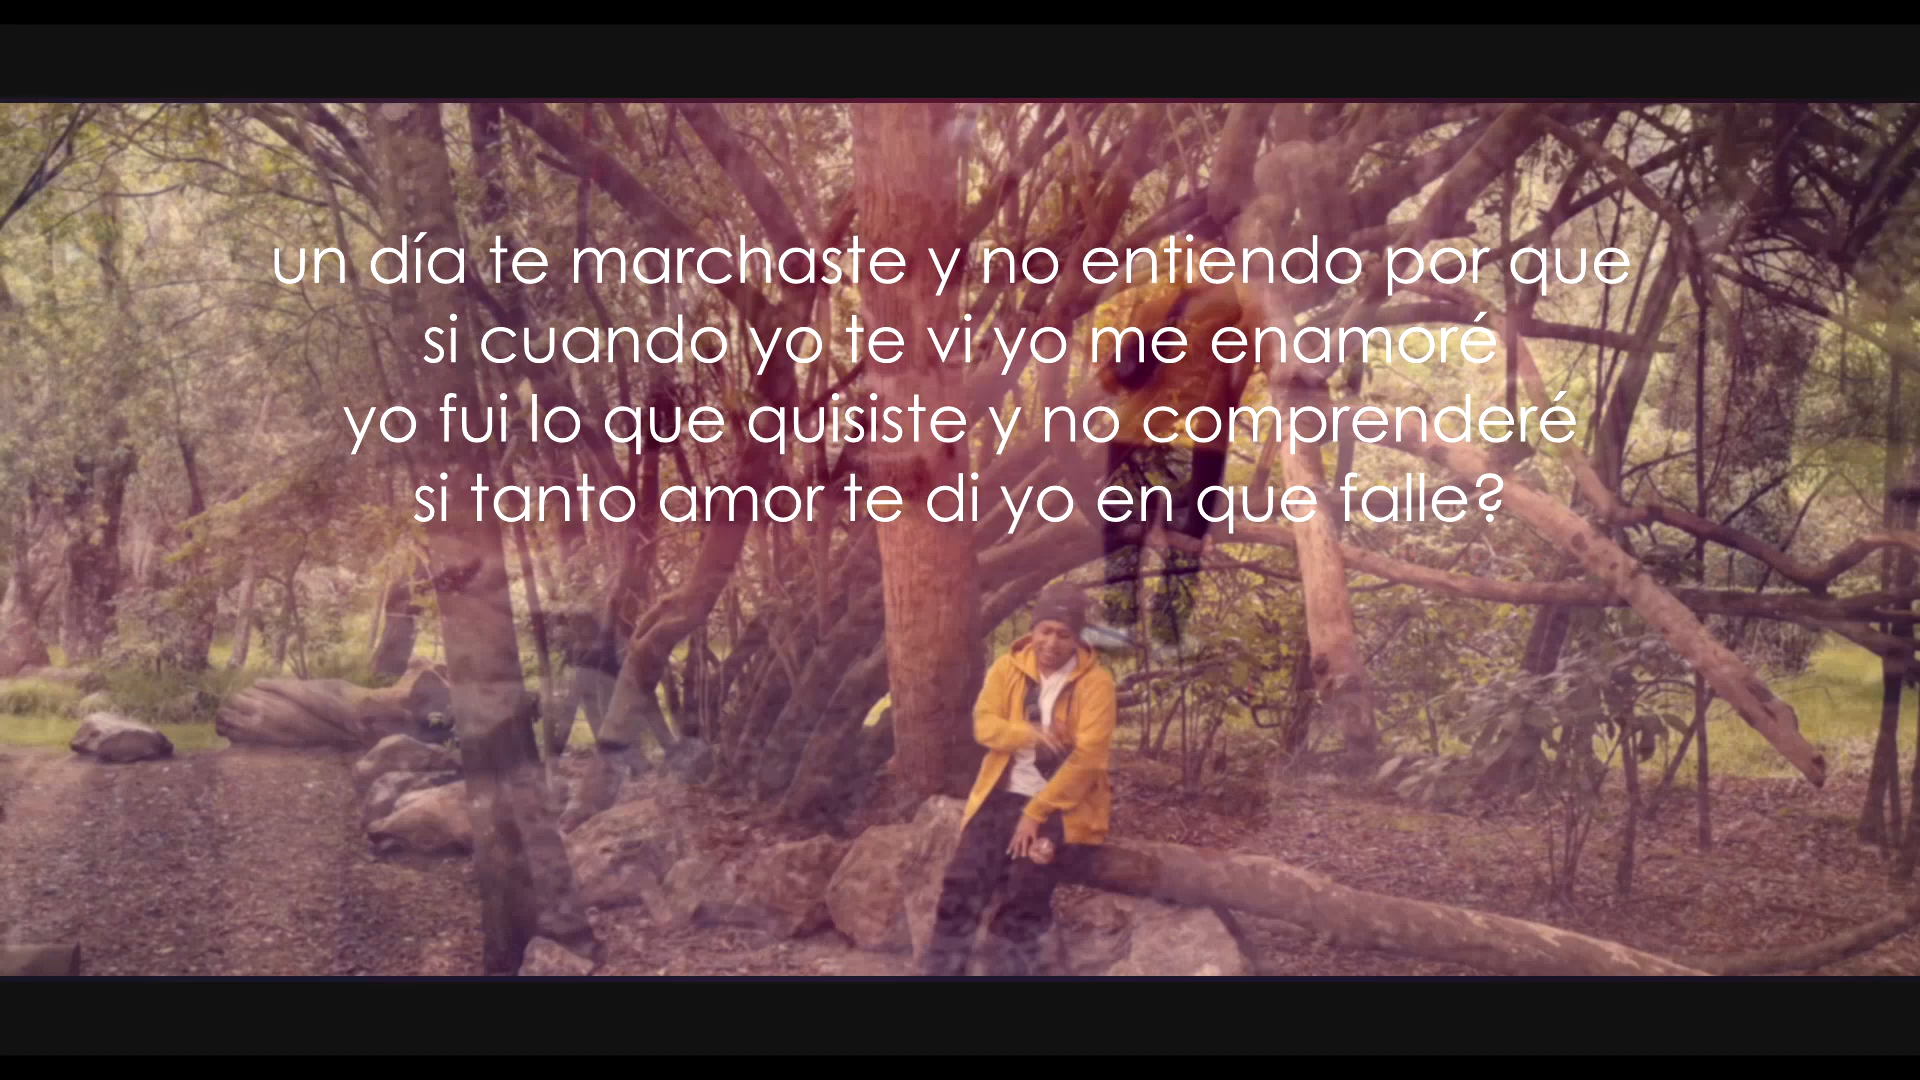 un día te marchaste y no entiendo por que
si cuando yo te vi yo me enamoré
yo fui lo que quisiste y no comprenderé
si tanto amor te di yo en que falle?